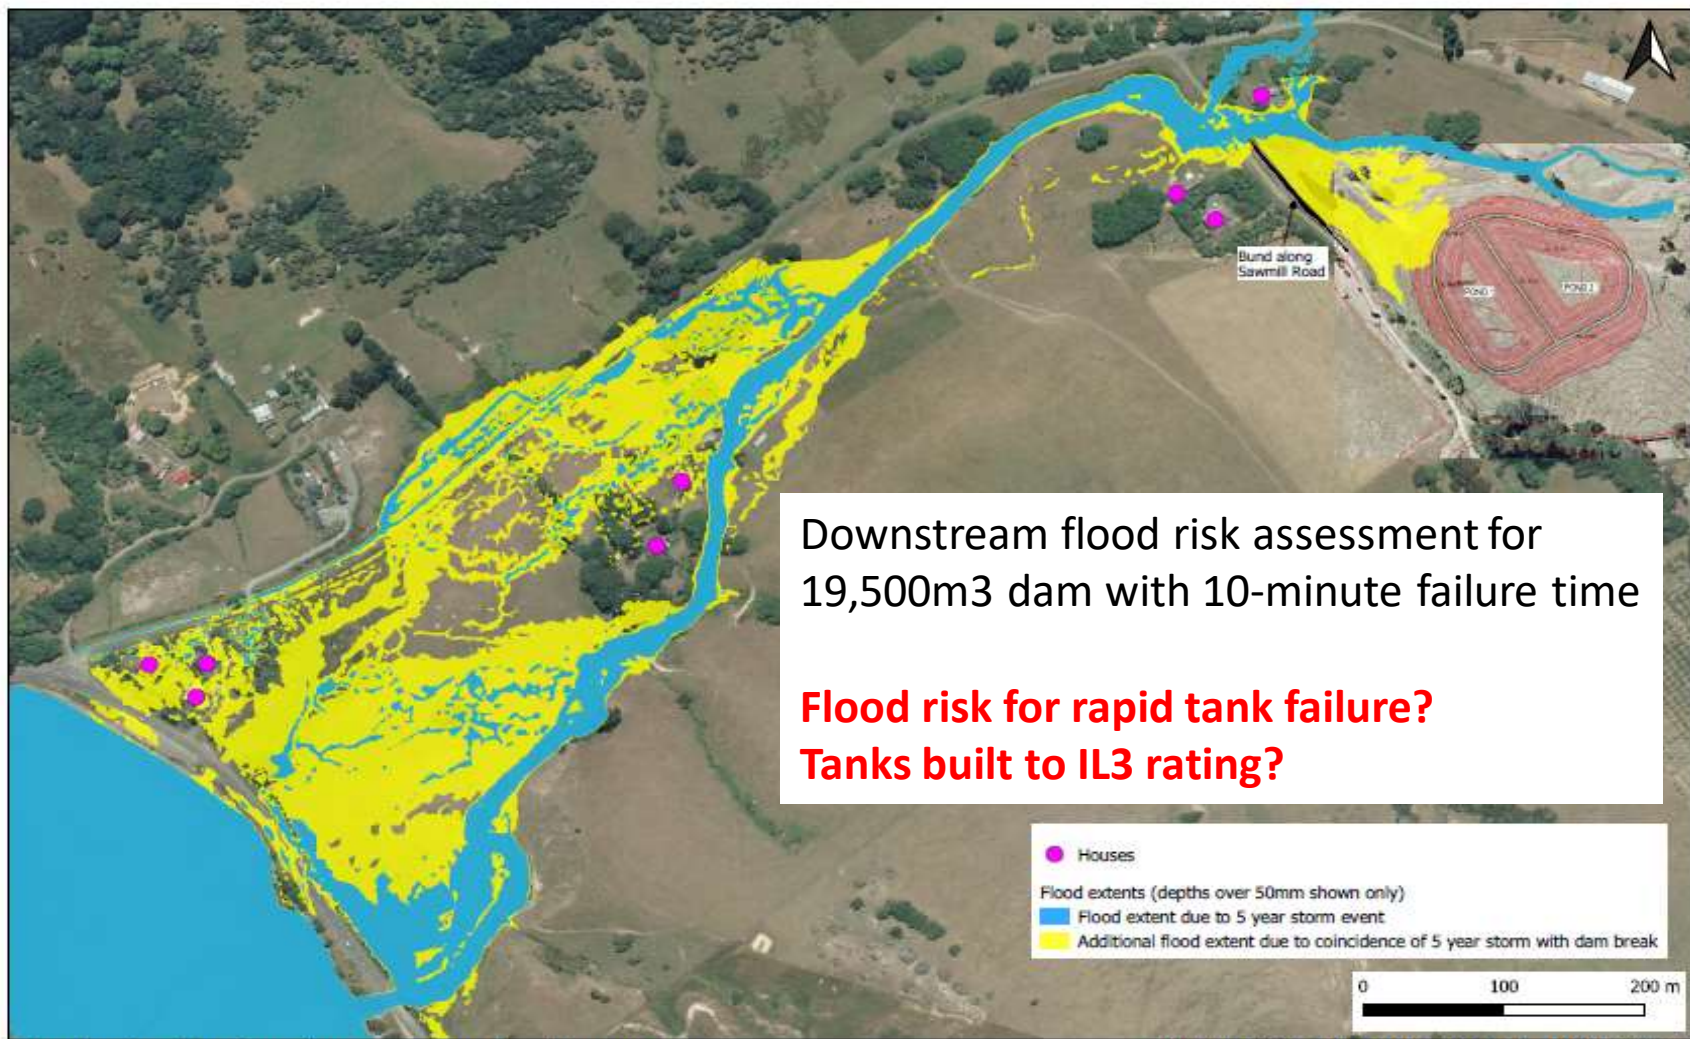 Bund along
Sawmill Road
POND 1
Downstream flood risk assessment for
19,500m3 dam with 10-minute failure time
Flood risk for rapid tank failure?
Tanks built to IL3 rating?
Houses
Flood extents (depths over 50mm shown only)
Flood extent due to 5 year storm event
Additional flood extent due to coincidence of 5 year storm with dam break
0 100 200 m